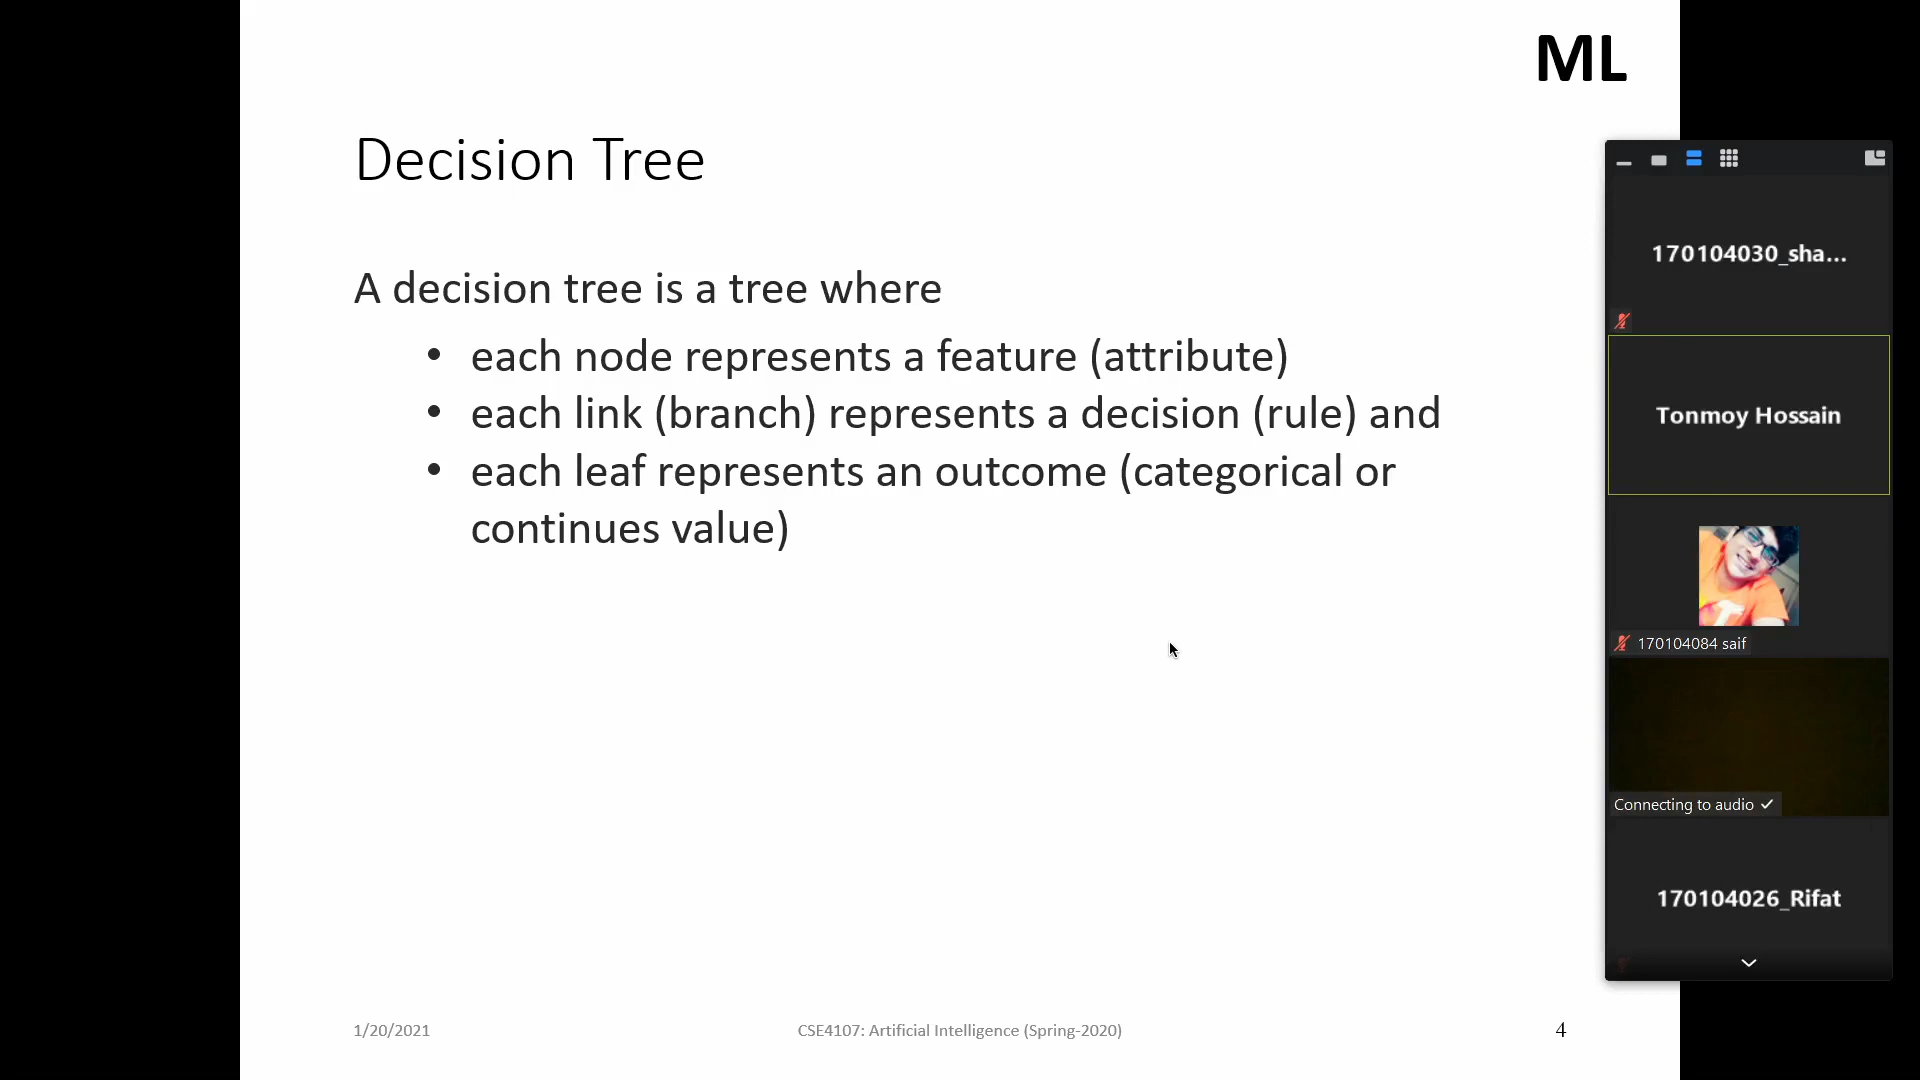 ML
Decision Tree
A decision tree is a tree where
• each node represents a feature (attribute)
• each link (branch) represents a decision (rule) and
• each leaf represents an outcome (categorical or
continues value)
1/20/2021
CSE4107: Artificial Intelligence (Spring-2020)
4
170104030_sha...
Tonmoy Hossain
170104084 saif
Connecting to audio ✓
170104026_Rifat